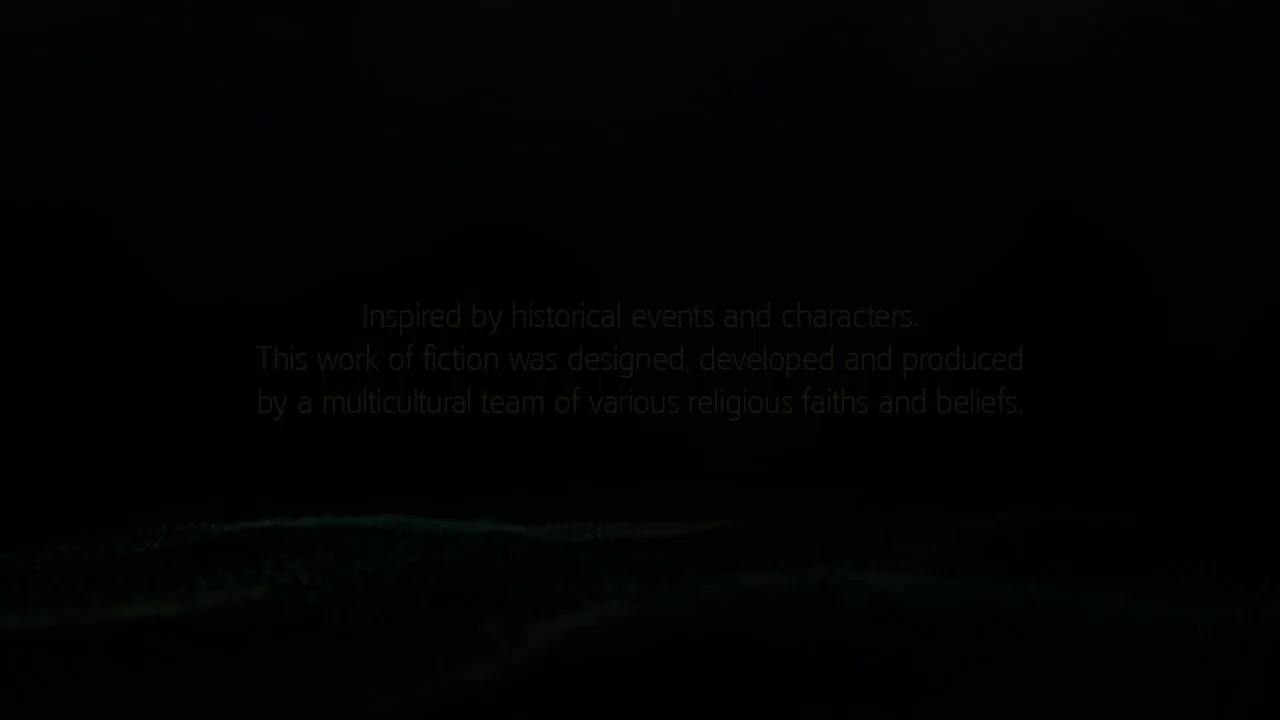 Inspired by historical events and characters.
This work of fiction was designed, developed and produced
by a multicultural team of various religious faiths and beliefs.